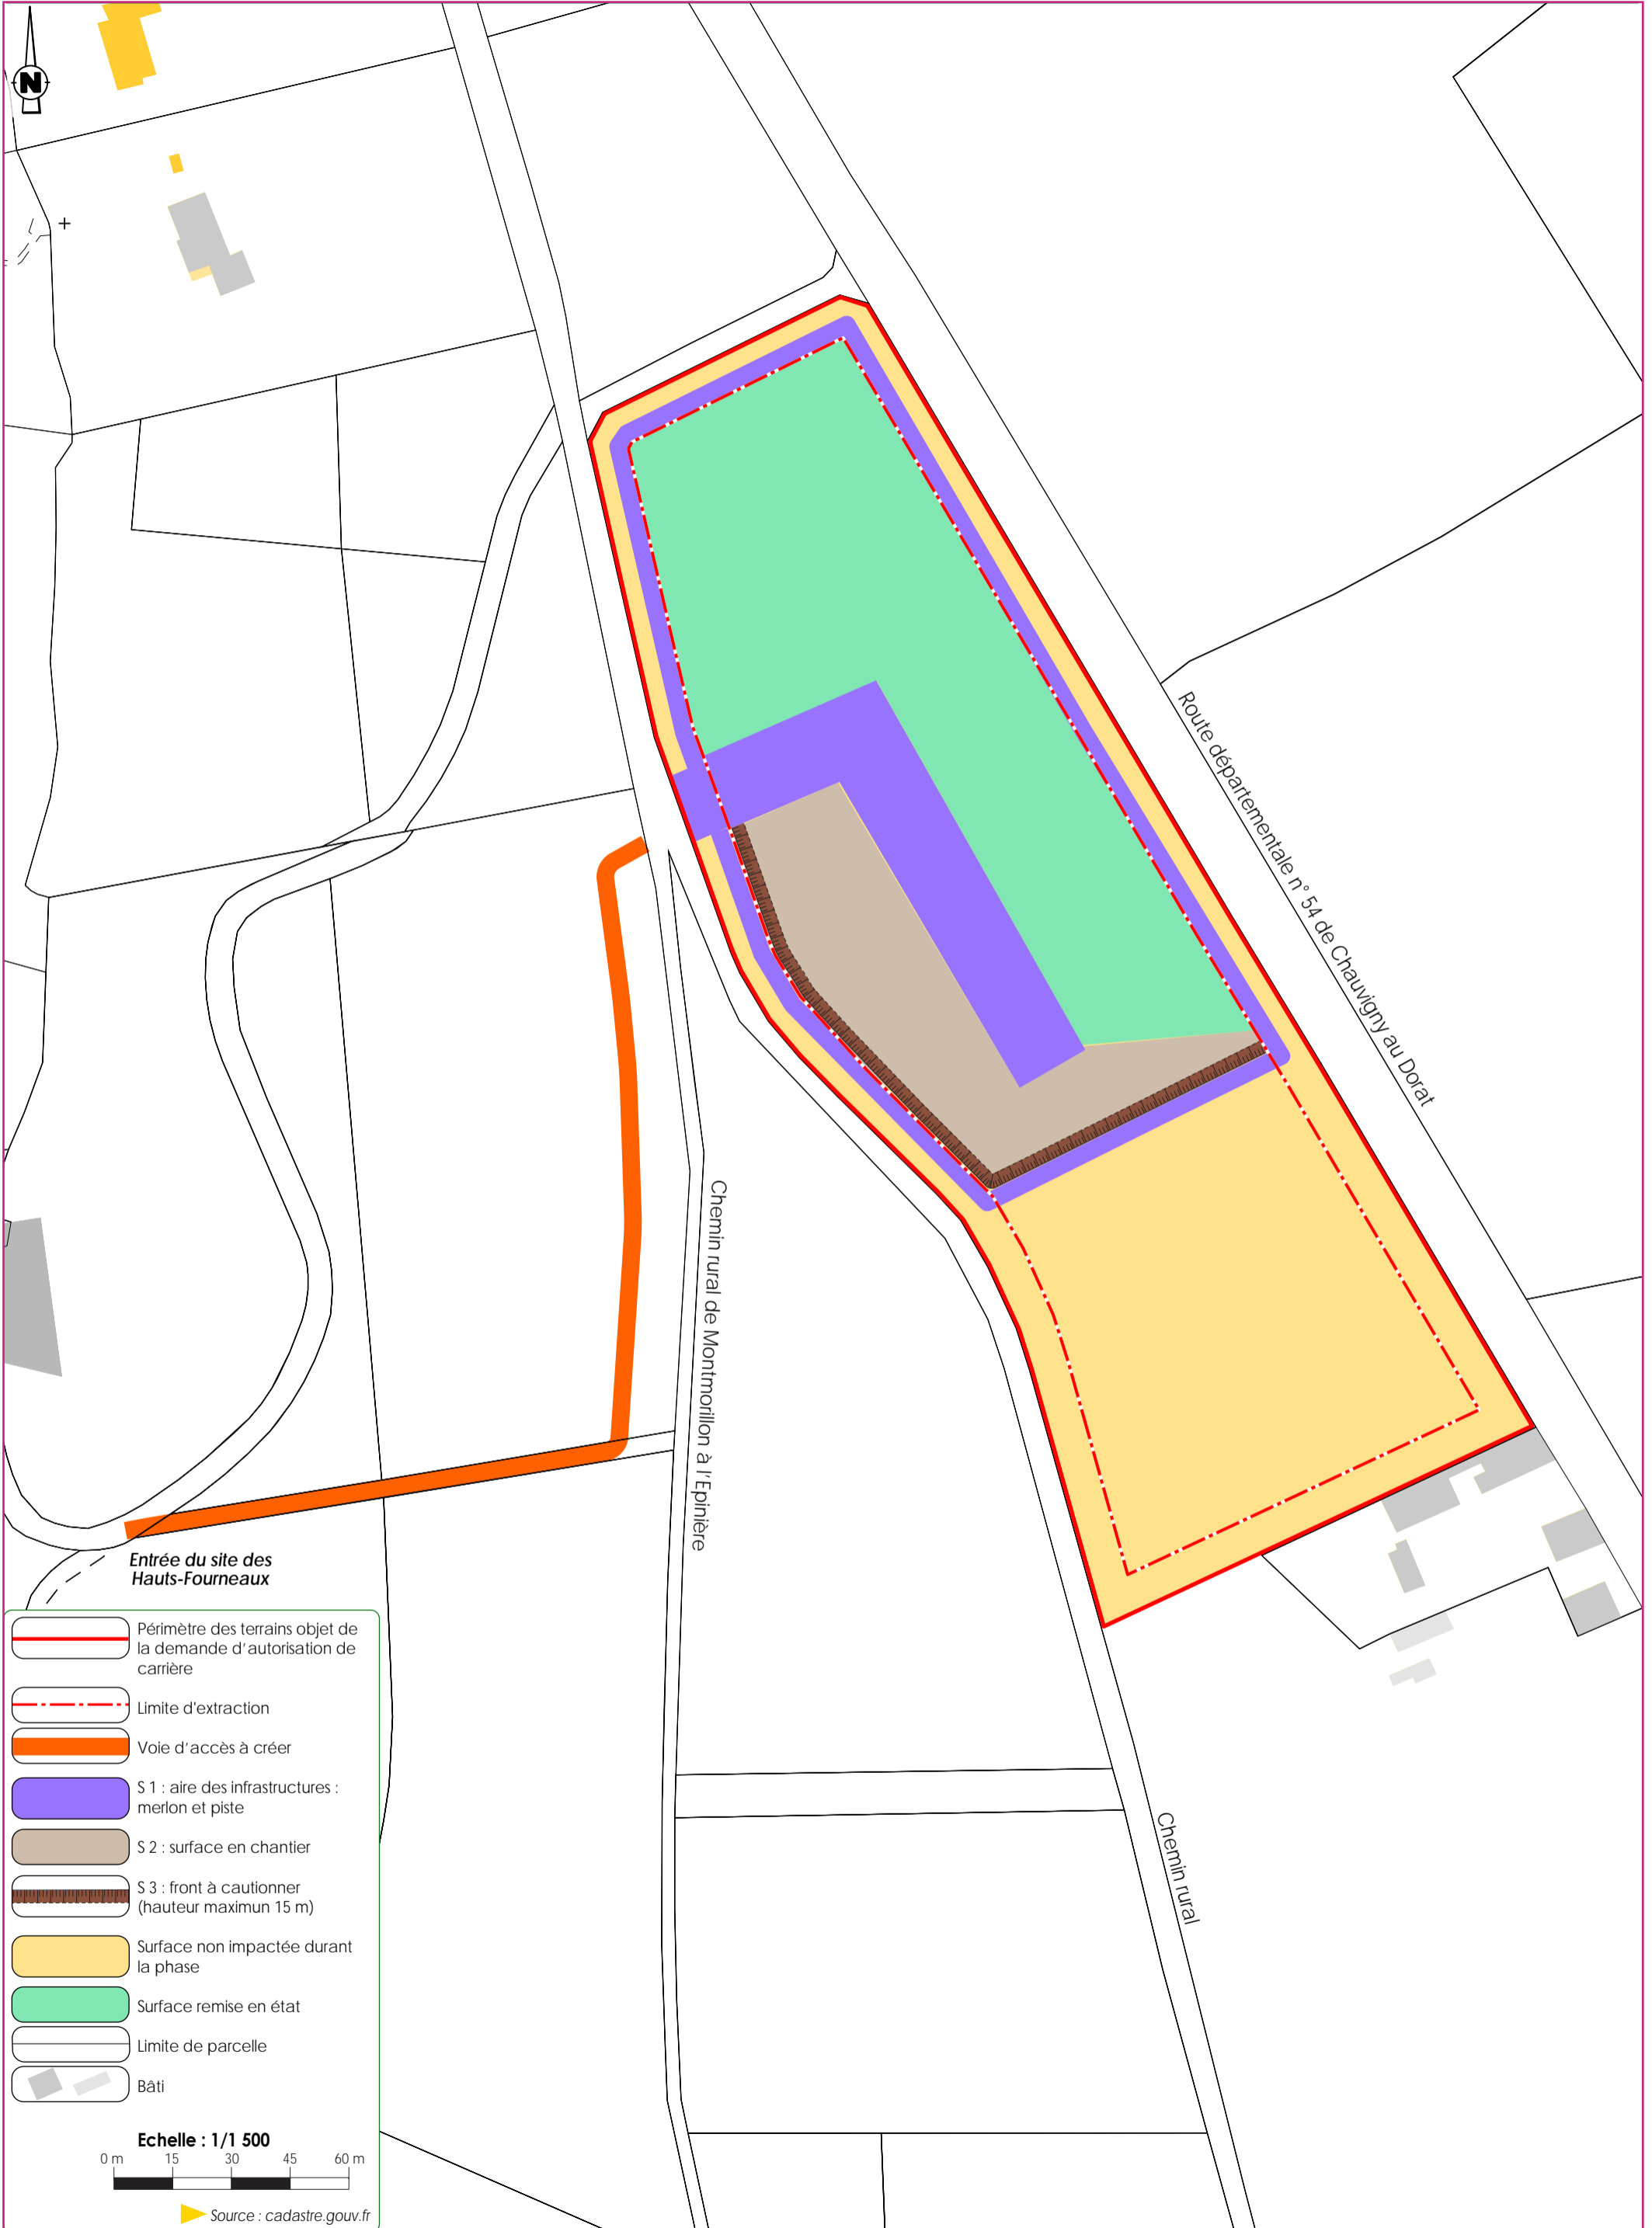 N
Route départementale n° 54 de Chauvigny au Dorat
Chemin rural de Montmorillon à l'Epinière
Chemin rural
Entrée du site des
Hauts-Fourneaux
Périmètre des terrains objet de
la demande d'autorisation de
carrière
Limite d'extraction
Voie d'accès à créer
S 1 : aire des infrastructures :
merlon et piste
S 2 : surface en chantier
S 3 : front à cautionner
(hauteur maximun 15 m)
Surface non impactée durant
la phase
Surface remise en état
Limite de parcelle
Bâti
Echelle : 1/1 500
0 m 15 30 45 60 m
Source : cadastre.gouv.fr